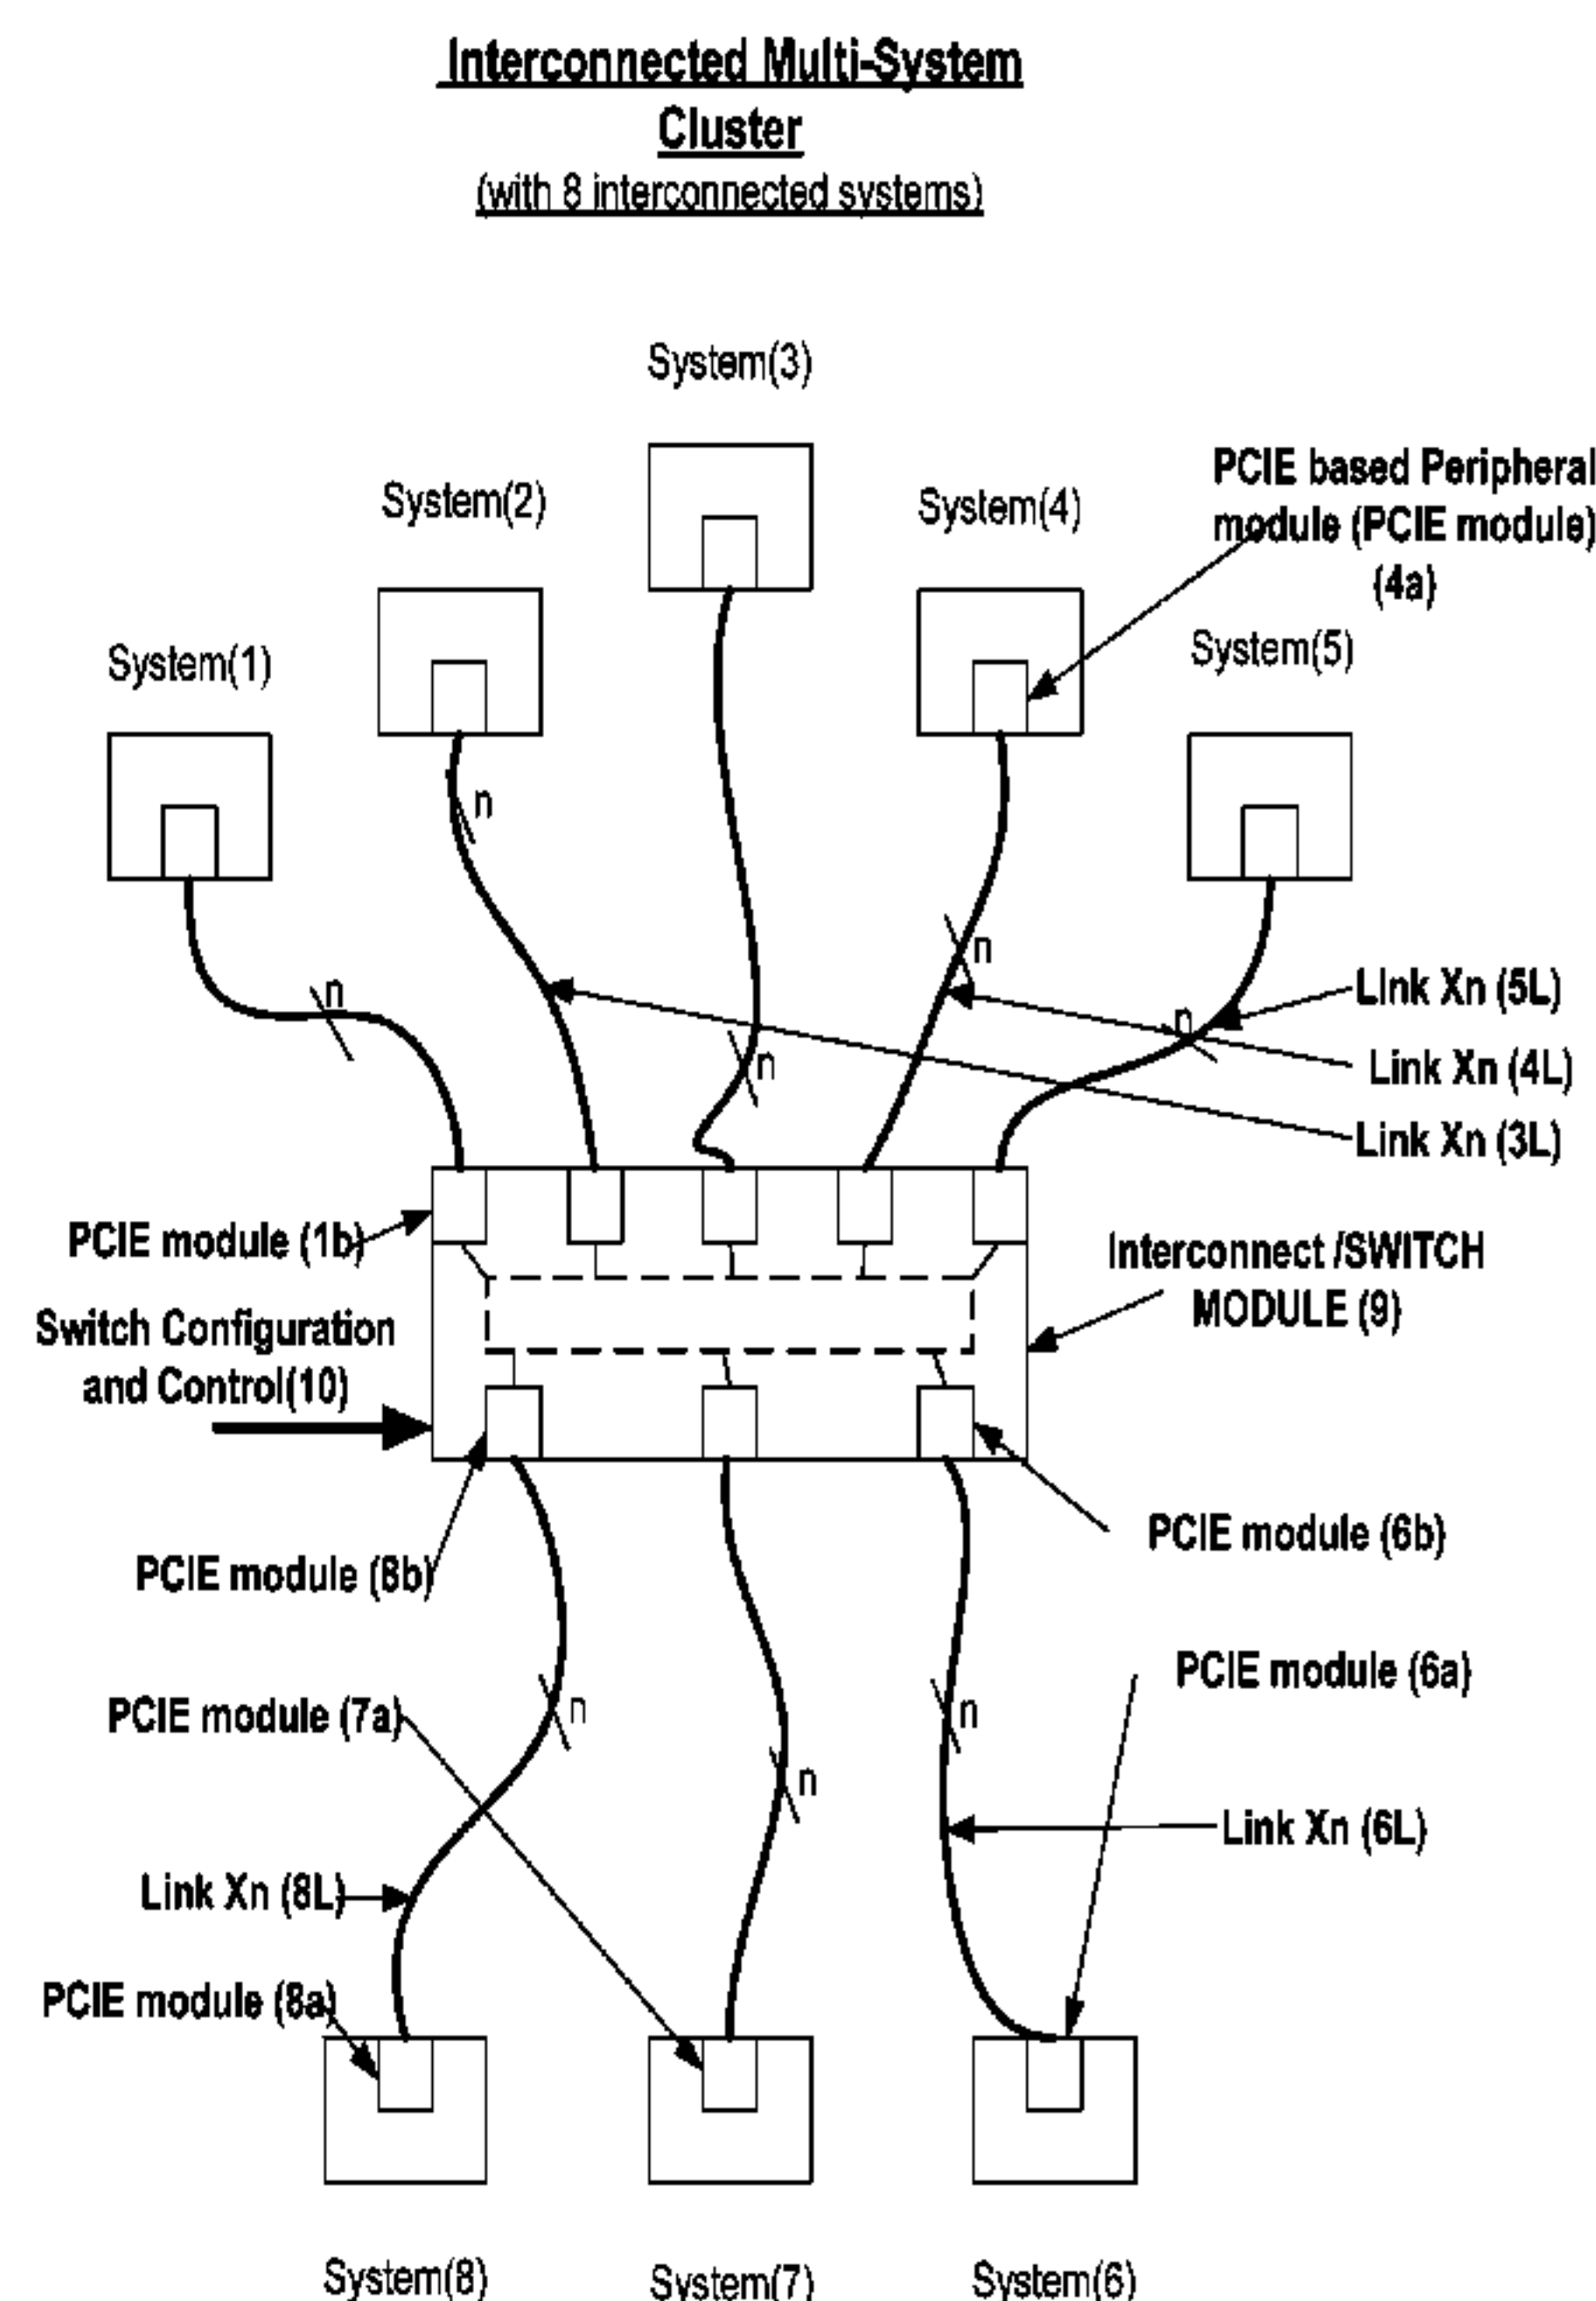 Interconnected Multi-System
Cluster
(with 8 interconnected systems)
System(3)
System(2)
System(4)
PCIE based Peripheral
module (PCIE module)
(4a)
System(1)
System(5)
n
n
n
n
n
Link Xn (5L)
Link Xn (4L)
Link Xn (3L)
PCIE module (1b)
Interconnect /SWITCH
MODULE (9)
Switch Configuration
and Control(10)
PCIE module (8b)
PCIE module (6b)
PCIE module (7a)
PCIE module (6a)
n
n
n
Link Xn (8L)
Link Xn (6L)
PCIE module (8a)
System(8)
System(7)
System(6)